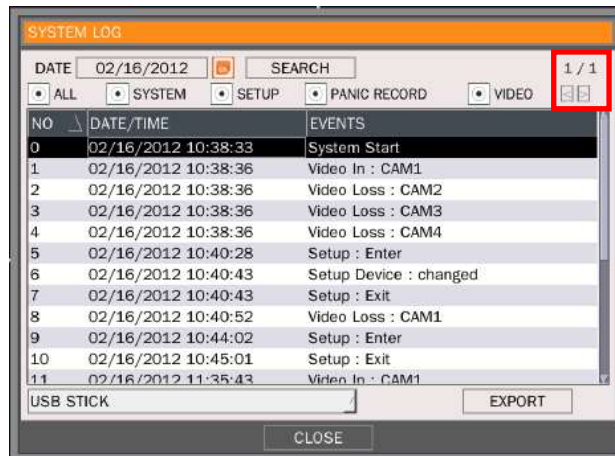 SYSTEM LOG
DATE 02/16/2012 SEARCH 1 / 1
ALL SYSTEM SETUP PANIC RECORD VIDEO < >
NO DATE/TIME EVENTS
0 02/16/2012 10:38:33 System Start
1 02/16/2012 10:38:36 Video In : CAM1
2 02/16/2012 10:38:36 Video Loss : CAM2
3 02/16/2012 10:38:36 Video Loss : CAM3
4 02/16/2012 10:38:36 Video Loss : CAM4
5 02/16/2012 10:40:28 Setup : Enter
6 02/16/2012 10:40:43 Setup Device : changed
7 02/16/2012 10:40:43 Setup : Exit
8 02/16/2012 10:40:52 Video Loss : CAM1
9 02/16/2012 10:44:02 Setup : Enter
10 02/16/2012 10:45:01 Setup : Exit
11 02/16/2012 11:35:43 Video In : CAM1
USB STICK EXPORT
CLOSE